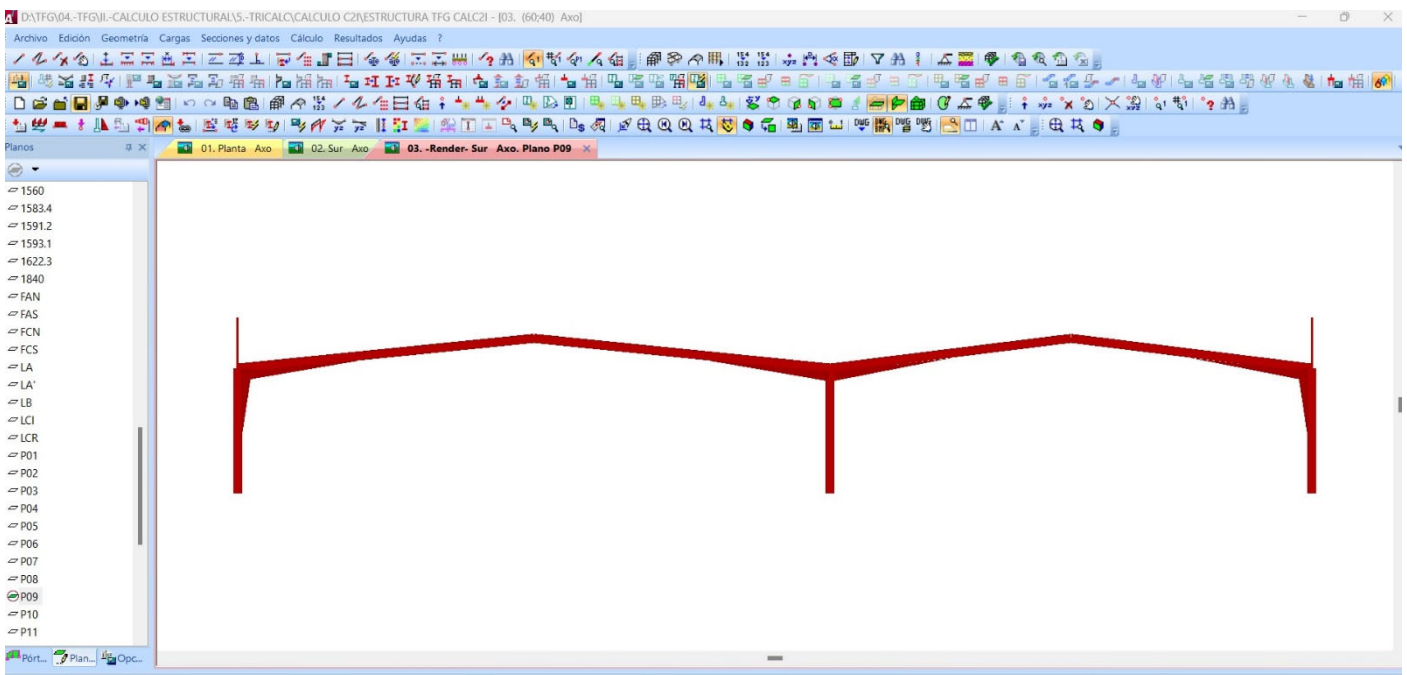 D:\TFG\04.-TFG\II.-CALCULO ESTRUCTURAL\5.-TRICALC\CALCULO C2I\ESTRUCTURA TFG CALC2I - [03. (60;40) Axo]
Archivo Edición Geometría Cargas Secciones y datos Cálculo Resultados Ayudas ?
Planos
01. Planta Axo
02. Sur Axo
03. -Render- Sur Axo. Plano P09
1560
1583.4
1591.2
1593.1
1622.3
1840
FAN
FAS
FCN
FCS
LA
LA'
LB
LCI
LCR
P01
P02
P03
P04
P05
P06
P07
P08
P09
P10
P11
Pórt... Plan... Opc...